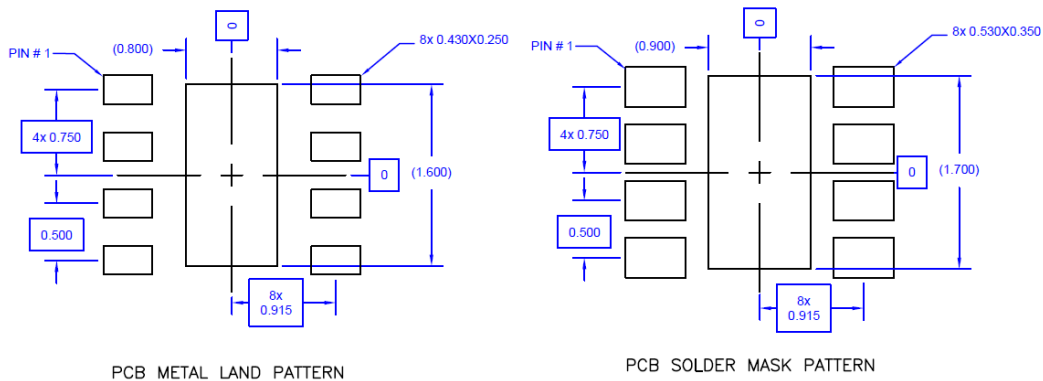 0
(0.800)
PIN # 1
8x 0.430X0.250
4x 0.750
0
(1.600)
0.500
8x
0.915
PCB METAL LAND PATTERN
0
(0.900)
PIN # 1
8x 0.530X0.350
4x 0.750
0
(1.700)
0.500
8x
0.915
PCB SOLDER MASK PATTERN